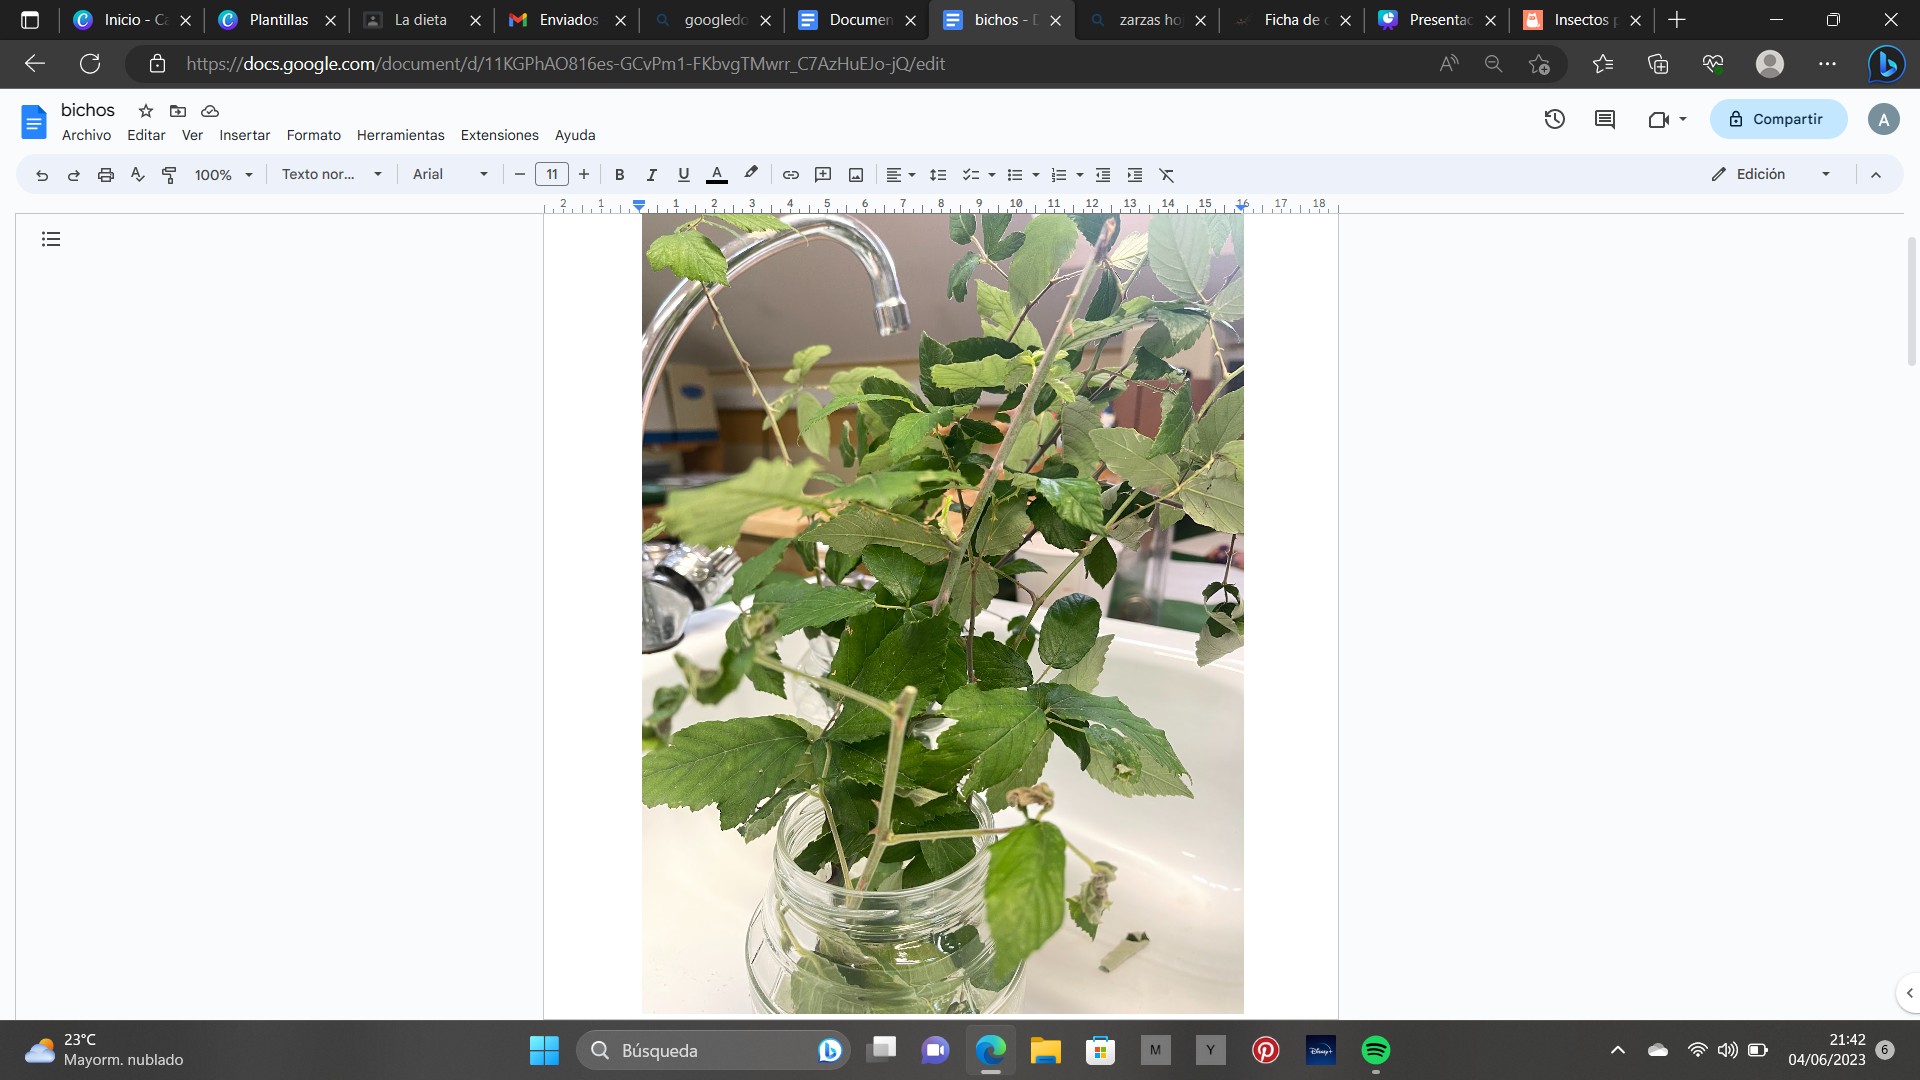 Inicio - Ca
Plantillas
La dieta
Enviados
googledo
Documen
bichos - D
zarzas ho
Ficha de c
Presentac
Insectos p
https://docs.google.com/document/d/11KGPhAO816es-GCvPm1-FKbvgTMwrr_C7AzHuEJo-jQ/edit
bichos
Archivo Editar Ver Insertar Formato Herramientas Extensiones Ayuda
Compartir
A
100% Texto nor... Arial 11 B I U A Edición
2 1 1 2 3 4 5 6 7 8 9 10 11 12 13 14 15 16 17 18
23°C
Mayorm. nublado
Búsqueda
M
Y
Disney+
21:42
04/06/2023
6